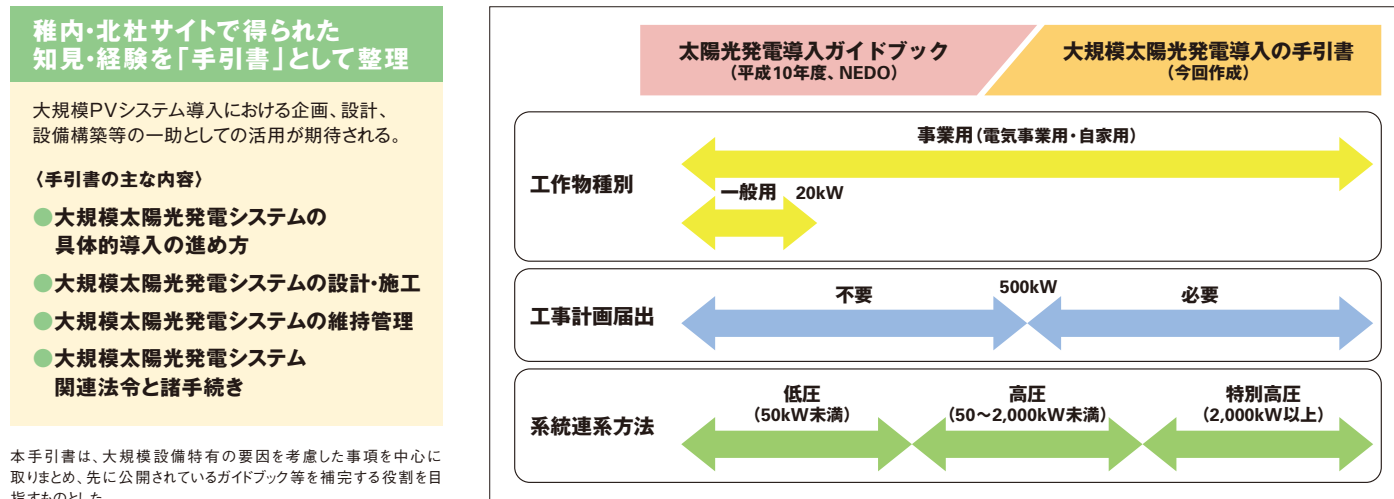 稚内・北杜サイトで得られた
知見・経験を「手引書」として整理
大規模PVシステム導入における企画、設計、
設備構築等の一助としての活用が期待される。
〈手引書の主な内容〉
●大規模太陽光発電システムの
具体的導入の進め方
●大規模太陽光発電システムの設計・施工
●大規模太陽光発電システムの維持管理
●大規模太陽光発電システム
関連法令と諸手続き
本手引書は、大規模設備特有の要因を考慮した事項を中心に
取りまとめ、先に公開されているガイドブック等を補完する役割を目
指すものとした
太陽光発電導入ガイドブック
（平成10年度、NEDO）
大規模太陽光発電導入の手引書
（今回作成）
工作物種別
事業用（電気事業用・自家用）
一般用 20kW
工事計画届出
不要
500kW
必要
系統連系方法
低圧
（50kW未満）
高圧
（50～2,000kW未満）
特別高圧
（2,000kW以上）